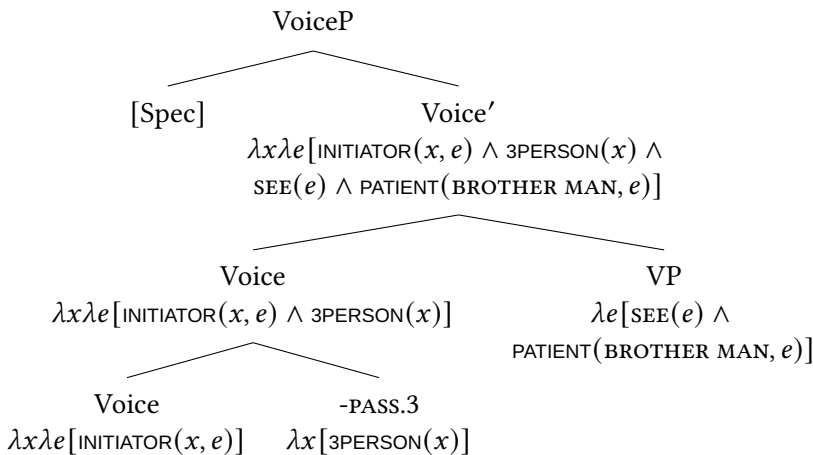 VoiceP
[Spec] Voice′
λxλe[INITIATOR(x, e) ∧ 3PERSON(x) ∧
SEE(e) ∧ PATIENT(BROTHER MAN, e)]
Voice VP
λxλe[INITIATOR(x, e) ∧ 3PERSON(x)] λe[SEE(e) ∧
PATIENT(BROTHER MAN, e)]
Voice -PASS.3
λxλe[INITIATOR(x, e)] λx[3PERSON(x)]